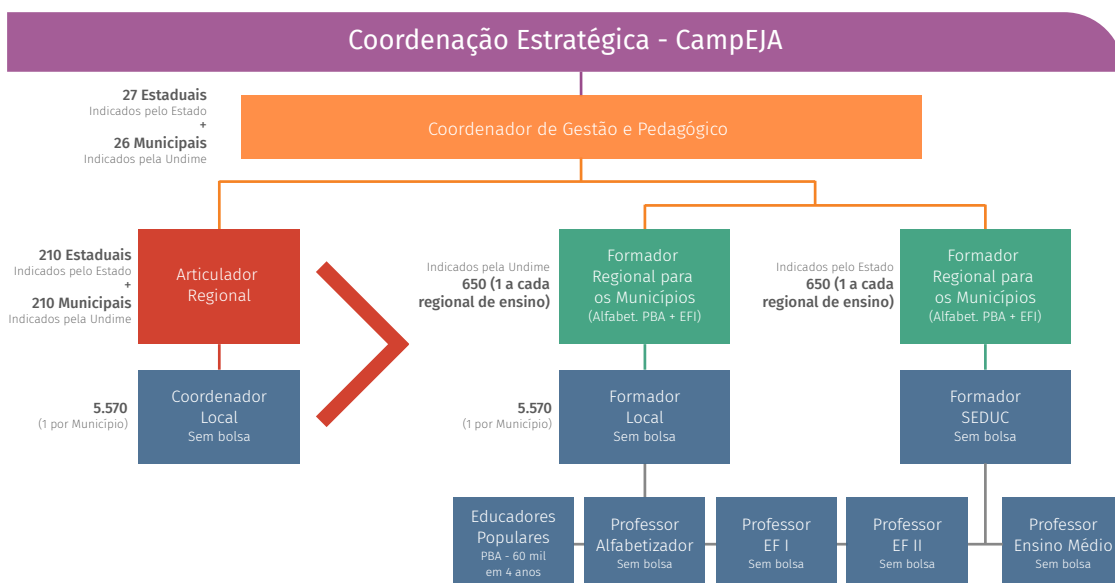 Coordenação Estratégica - CampEJA
27 Estaduais
Indicados pelo Estado
+
26 Municipais
Indicados pela Undime
Coordenador de Gestão e Pedagógico
210 Estaduais
Indicados pelo Estado
+
210 Municipais
Indicados pela Undime
Articulador
Regional
Indicados pela Undime
650 (1 a cada
regional de ensino)
Formador
Regional para
os Municípios
(Alfabet. PBA + EFI)
Indicados pelo Estado
650 (1 a cada
regional de ensino)
Formador
Regional para
os Municípios
(Alfabet. PBA + EFI)
5.570
(1 por Município)
Coordenador
Local
Sem bolsa
5.570
(1 por Município)
Formador
Local
Sem bolsa
Formador
SEDUC
Sem bolsa
Educadores
Populares
PBA - 60 mil
em 4 anos
Professor
Alfabetizador
Sem bolsa
Professor
EF I
Sem bolsa
Professor
EF II
Sem bolsa
Professor
Ensino Médio
Sem bolsa